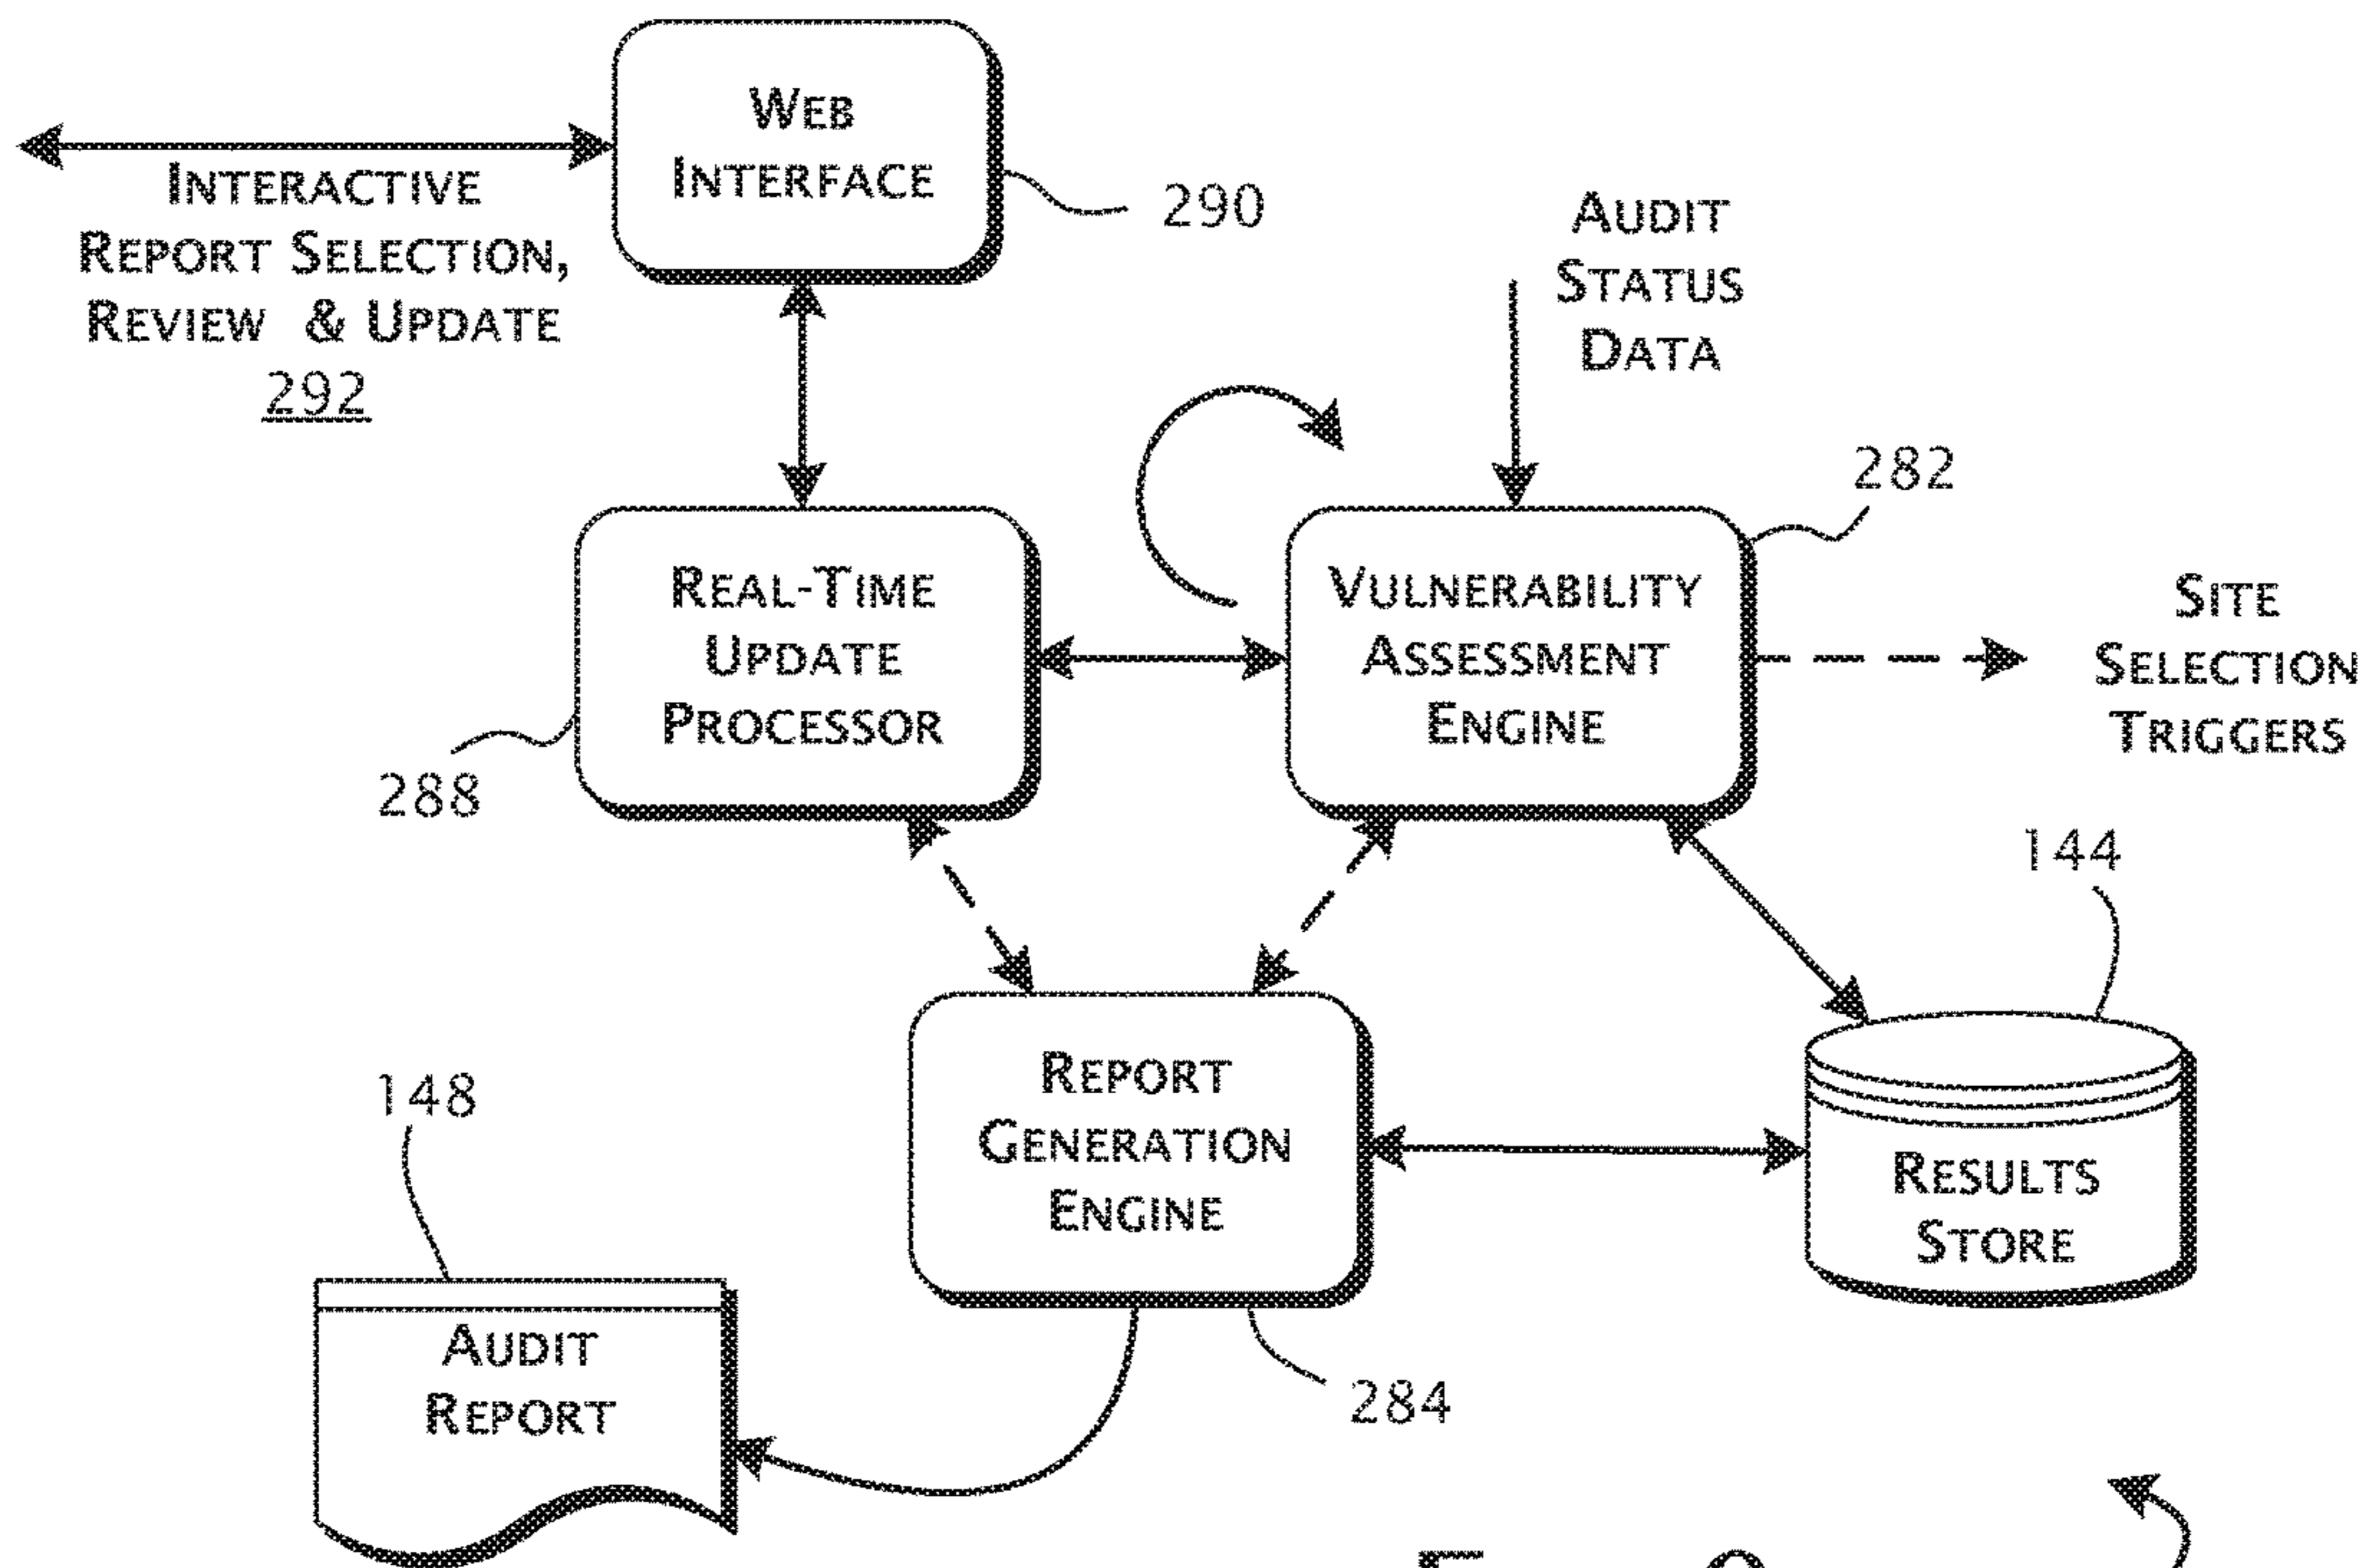 WEB
INTERFACE
290
INTERACTIVE
REPORT SELECTION,
REVIEW & UPDATE
292
AUDIT
STATUS
DATA
282
REAL-TIME
UPDATE
PROCESSOR
288
VULNERABILITY
ASSESSMENT
ENGINE
SITE
SELECTION
TRIGGERS
144
REPORT
GENERATION
ENGINE
284
RESULTS
STORE
148
AUDIT
REPORT